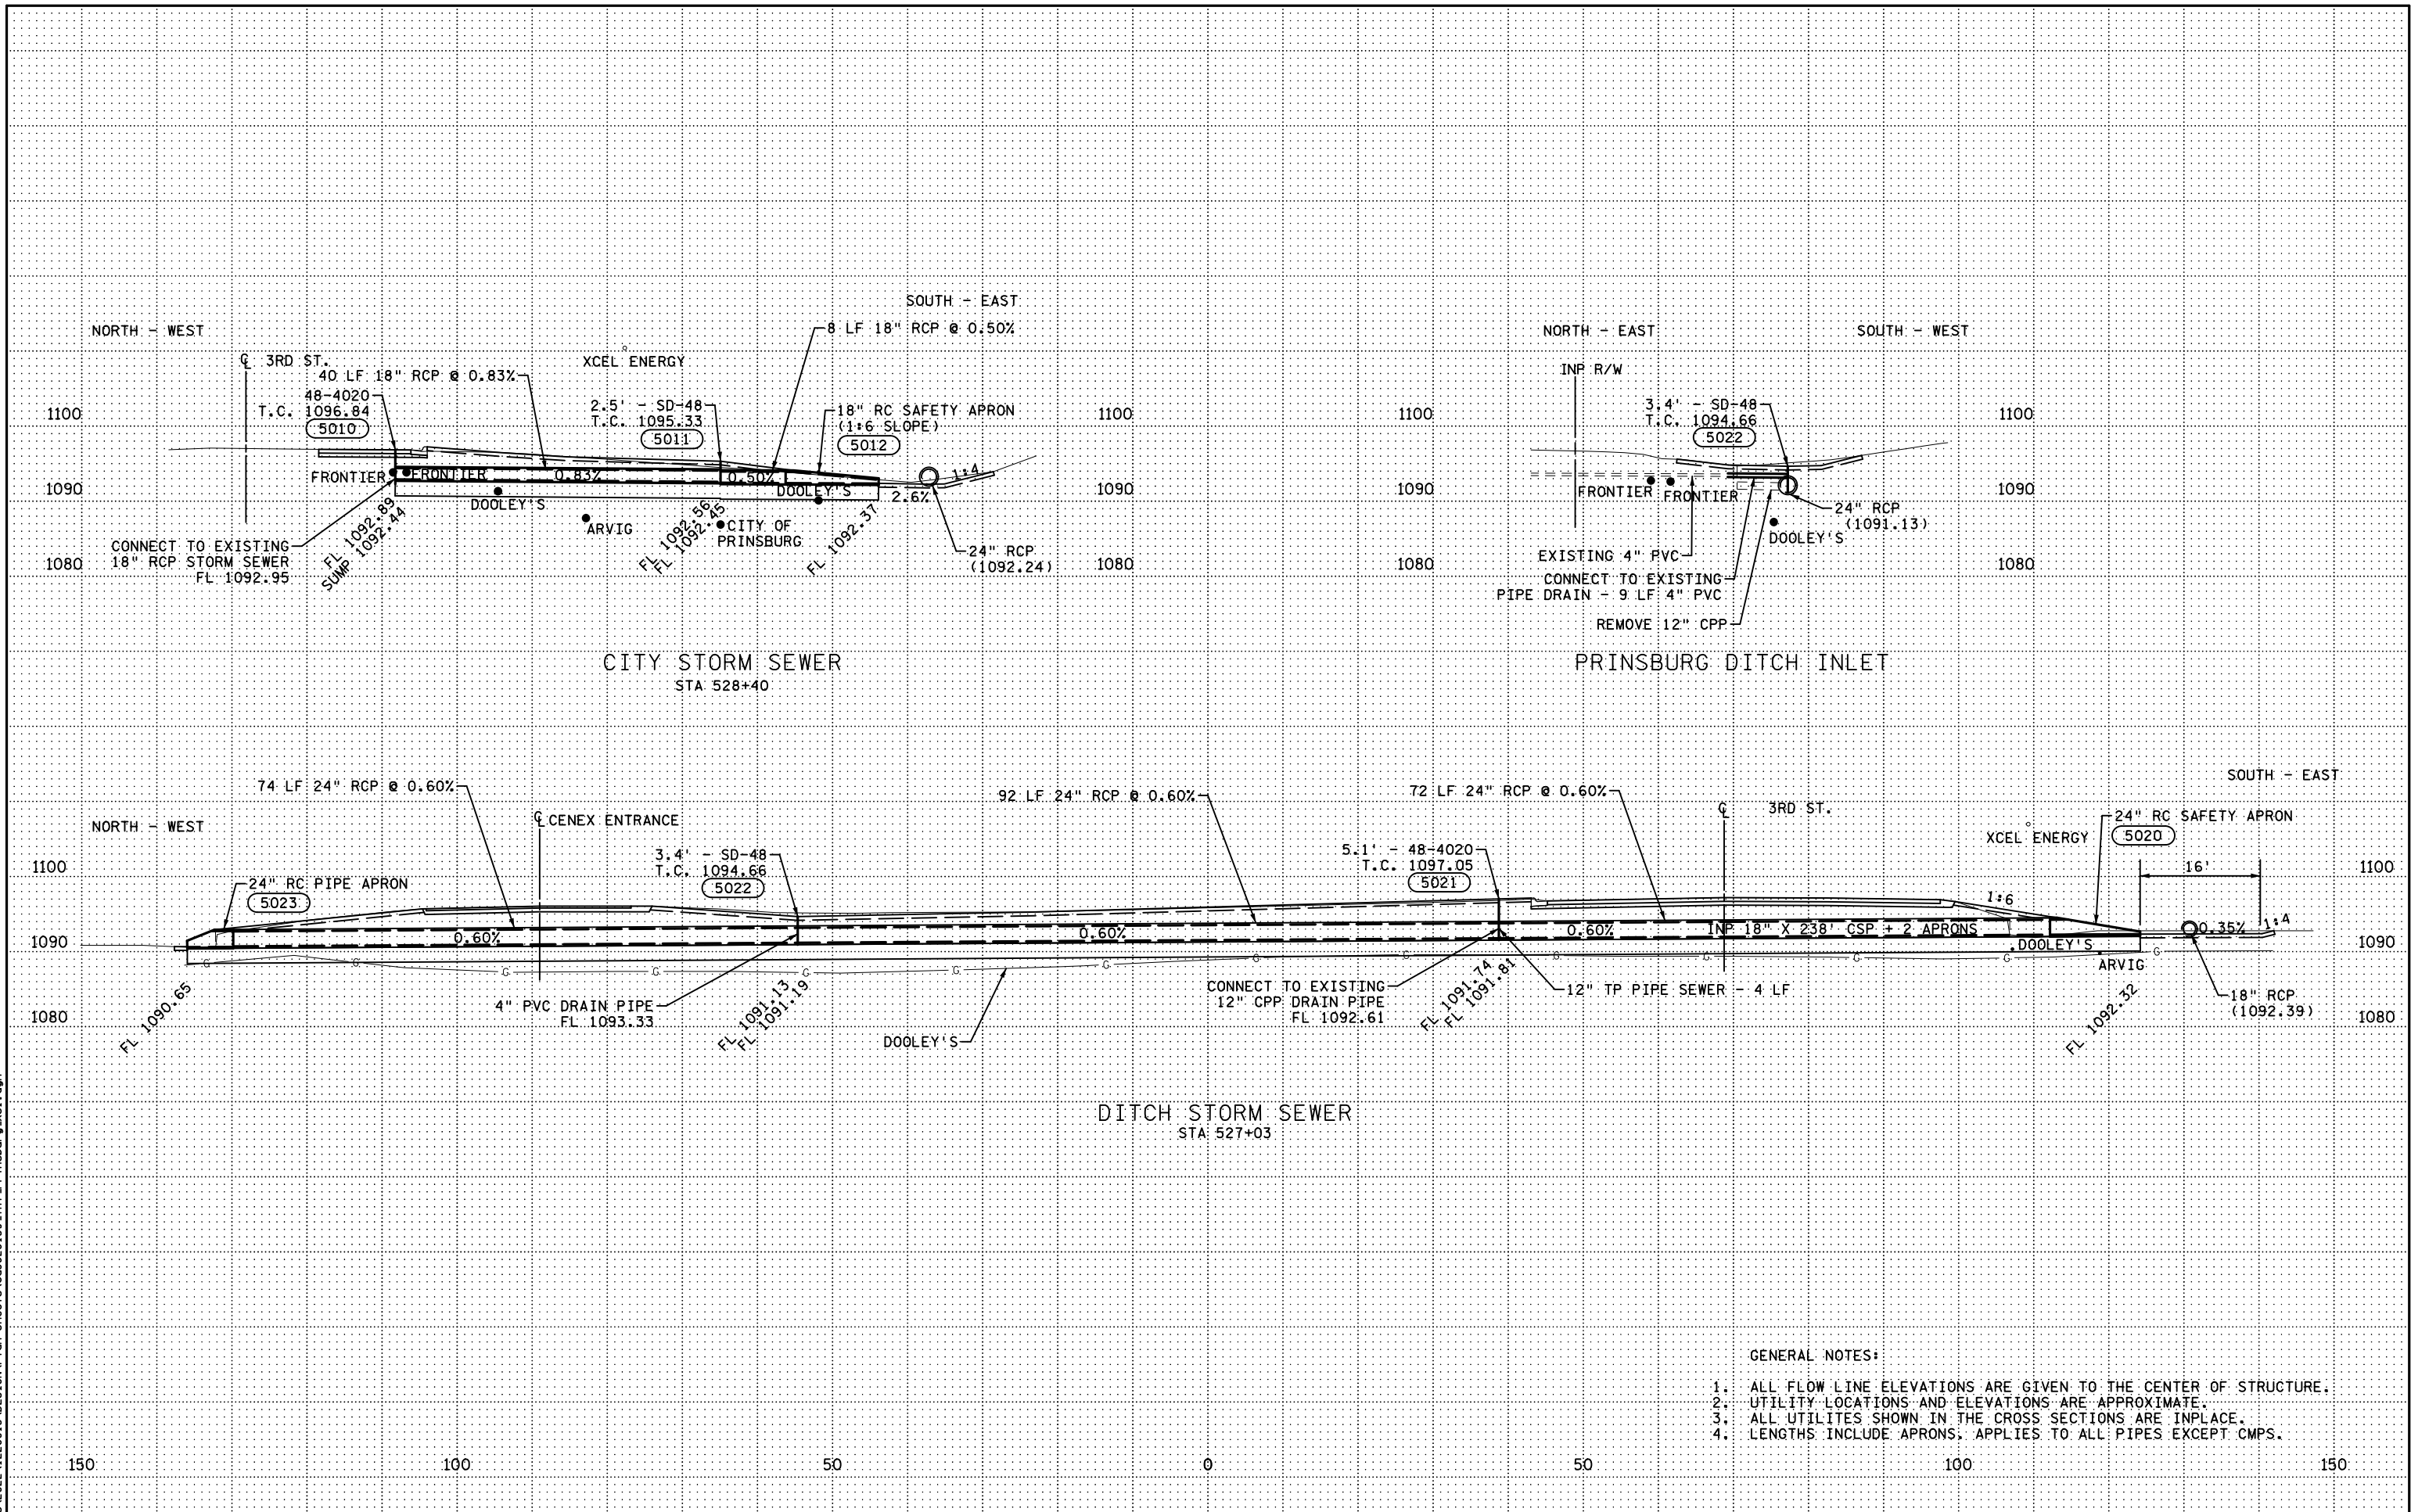 NORTH - WEST
SOUTH - EAST
℄ 3RD ST.
40 LF 18" RCP @ 0.83%
XCEL ENERGY
8 LF 18" RCP @ 0.50%
48-4020
T.C. 1096.84
5010
2.5' - SD-48
T.C. 1095.33
5011
18" RC SAFETY APRON
(1:6 SLOPE)
5012
1100
1100
FRONTIER
FRONTIER
0.83%
0.50%
1:4
1090
DOOLEY'S
DOOLEY'S
2.6%
1090
ARVIG
CITY OF
PRINSBURG
FL 1092.89
SUMP 1092.44
FL 1092.56
FL 1092.45
FL 1092.37
CONNECT TO EXISTING
18" RCP STORM SEWER
FL 1092.95
24" RCP
(1092.24)
1080
1080
CITY STORM SEWER
STA 528+40
NORTH - EAST
SOUTH - WEST
INP R/W
3.4' - SD-48
T.C. 1094.66
5022
1100
1100
1090
1090
FRONTIER
FRONTIER
24" RCP
(1091.13)
DOOLEY'S
EXISTING 4" PVC
1080
1080
CONNECT TO EXISTING
PIPE DRAIN - 9 LF 4" PVC
REMOVE 12" CPP
PRINSBURG DITCH INLET
SOUTH - EAST
74 LF 24" RCP @ 0.60%
92 LF 24" RCP @ 0.60%
72 LF 24" RCP @ 0.60%
NORTH - WEST
℄ CENEX ENTRANCE
℄ 3RD ST.
XCEL ENERGY
24" RC SAFETY APRON
5020
3.4' - SD-48
T.C. 1094.66
5022
5.1' - 48-4020
T.C. 1097.05
5021
1100
16'
1100
24" RC PIPE APRON
5023
1:6
1:4
1090
0.60%
0.60%
0.60%
INP 18" X 238' CSP + 2 APRONS
0.35%
1090
DOOLEY'S
G G G G G G G G G G G G G G
ARVIG
4" PVC DRAIN PIPE
FL 1093.33
DOOLEY'S
CONNECT TO EXISTING
12" CPP DRAIN PIPE
FL 1092.61
12" TP PIPE SEWER - 4 LF
18" RCP
(1092.39)
1080
1080
FL 1090.65
FL 1091.13
FL 1091.19
FL 1091.74
FL 1091.81
FL 1092.32
DITCH STORM SEWER
STA 527+03
GENERAL NOTES:
1. ALL FLOW LINE ELEVATIONS ARE GIVEN TO THE CENTER OF STRUCTURE.
2. UTILITY LOCATIONS AND ELEVATIONS ARE APPROXIMATE.
3. ALL UTILITES SHOWN IN THE CROSS SECTIONS ARE INPLACE.
4. LENGTHS INCLUDE APRONS. APPLIES TO ALL PIPES EXCEPT CMPS.
150 100 50 0 50 100 150